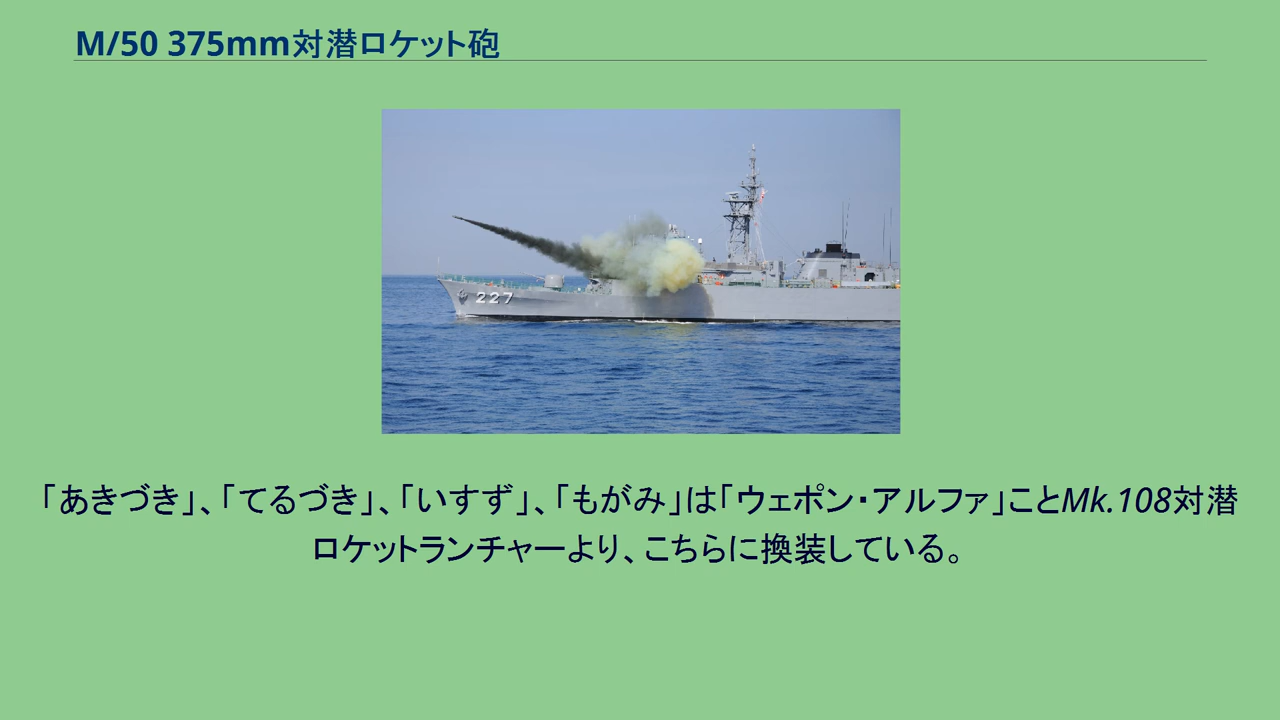 M/50 375mm対潜ロケット砲
227
「あきづき」、「てるづき」、「いすず」、「もがみ」は「ウェポン・アルファ」ことMk.108対潜
ロケットランチャーより、こちらに換装している。